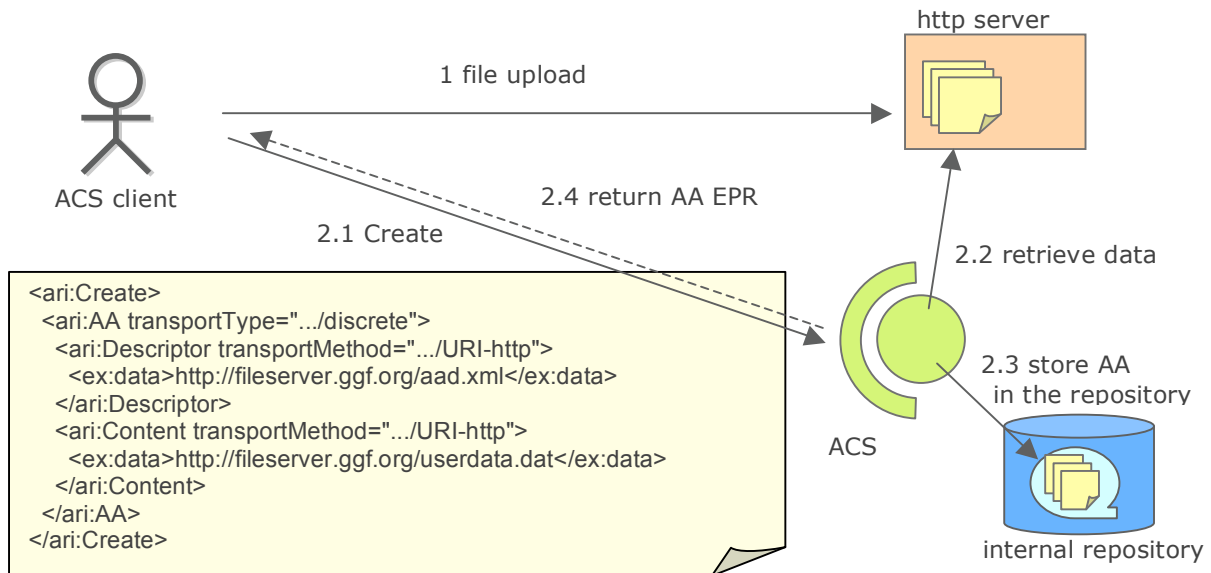 http server
1 file upload
ACS client
2.4 return AA EPR
2.1 Create
2.2 retrieve data
<ari:Create>
<ari:AA transportType=".../discrete">
<ari:Descriptor transportMethod=".../URI-http">
<ex:data>http://fileserver.ggf.org/aad.xml</ex:data>
</ari:Descriptor>
<ari:Content transportMethod=".../URI-http">
<ex:data>http://fileserver.ggf.org/userdata.dat</ex:data>
</ari:Content>
</ari:AA>
</ari:Create>
2.3 store AA
in the repository
ACS
internal repository